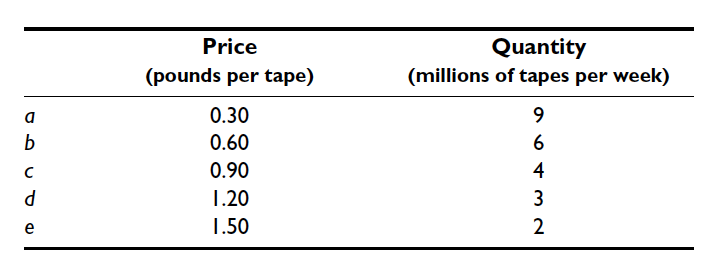 Price Quantity
(pounds per tape) (millions of tapes per week)
a 0.30 9
b 0.60 6
c 0.90 4
d 1.20 3
e 1.50 2